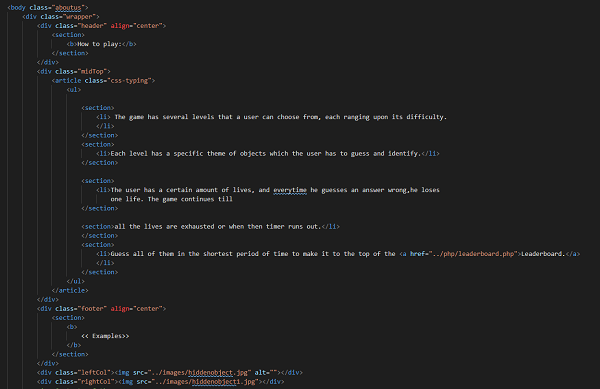 <body class="aboutus">
<div class="wrapper">
<div class="header" align="center">
<section>
<b>How to play:</b>
</section>
</div>
<div class="midTop">
<article class="css-typing">
<ul>
<section>
<li> The game has several levels that a user can choose from, each ranging upon its difficulty.
</li>
</section>
<section>
<li>Each level has a specific theme of objects which the user has to guess and identify.</li>
</section>
<section>
<li>The user has a certain amount of lives, and everytime he guesses an answer wrong,he loses
one life. The game continues till
</section>
<section>all the lives are exhausted or when then timer runs out.</li>
</section>
<section>
<li>Guess all of them in the shortest period of time to make it to the top of the <a href="../php/leaderboard.php">Leaderboard.</a>
</li>
</section>
</ul>
</article>
</div>
<div class="footer" align="center">
<section>
<b>
<< Examples>>
</b>
</section>
</div>
<div class="leftCol"><img src="../images/hiddenobject.jpg" alt=""></div>
<div class="rightCol"><img src="../images/hiddenobject1.jpg"></div>